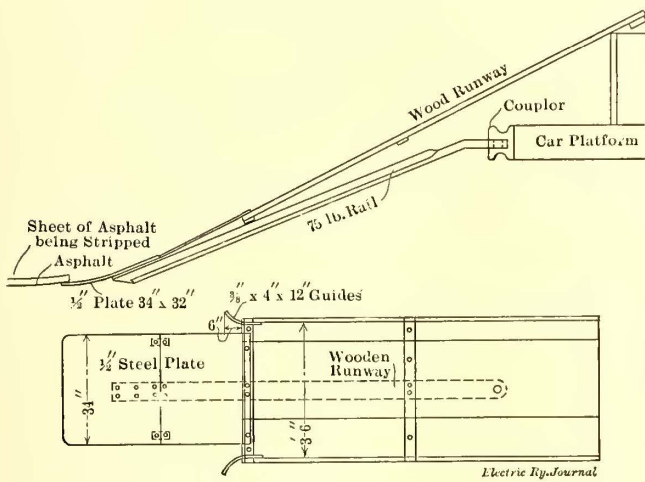 Wood Runway
Coupler
Car Platform
75 lb. Rail
Sheet of Asphalt
being Stripped
Asphalt
½" Plate 34" x 32"
⅜" x 4" x 12" Guides
6"
½" Steel Plate
Wooden
Runway
34"
3'-6"
Electric Ry. Journal